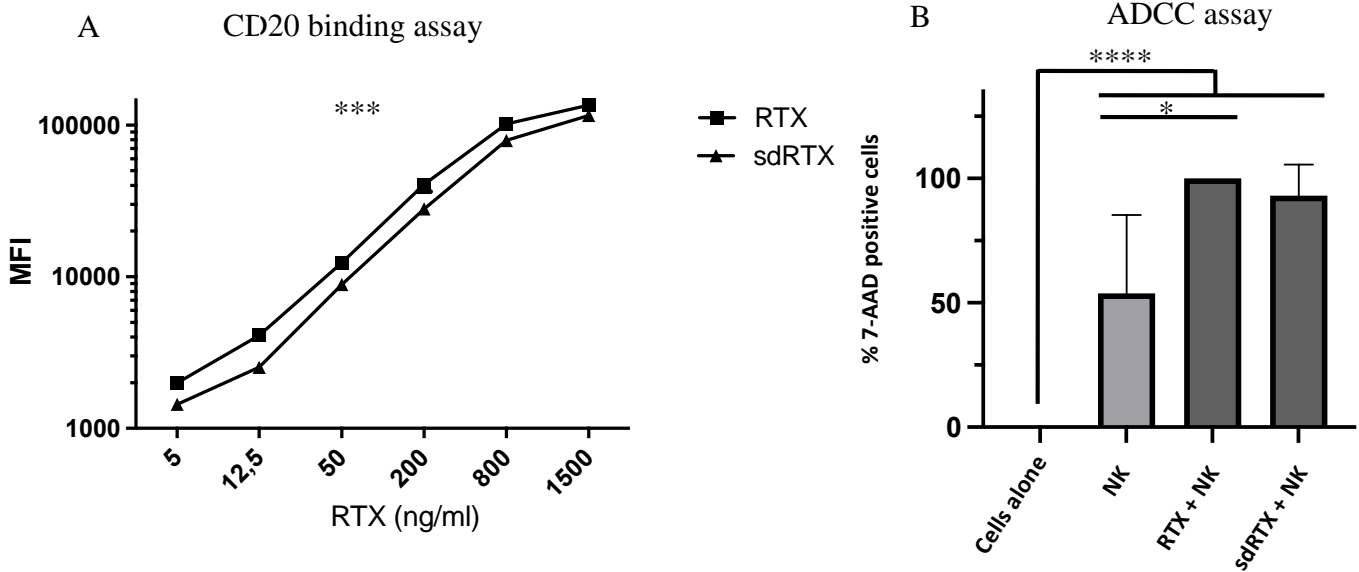 A
CD20 binding assay
***
100000
10000
1000
MFI
5
12,5
50
200
800
1500
RTX (ng/ml)
RTX
sdRTX
B
ADCC assay
****
*
100
50
0
% 7-AAD positive cells
Cells alone
NK
RTX + NK
sdRTX + NK